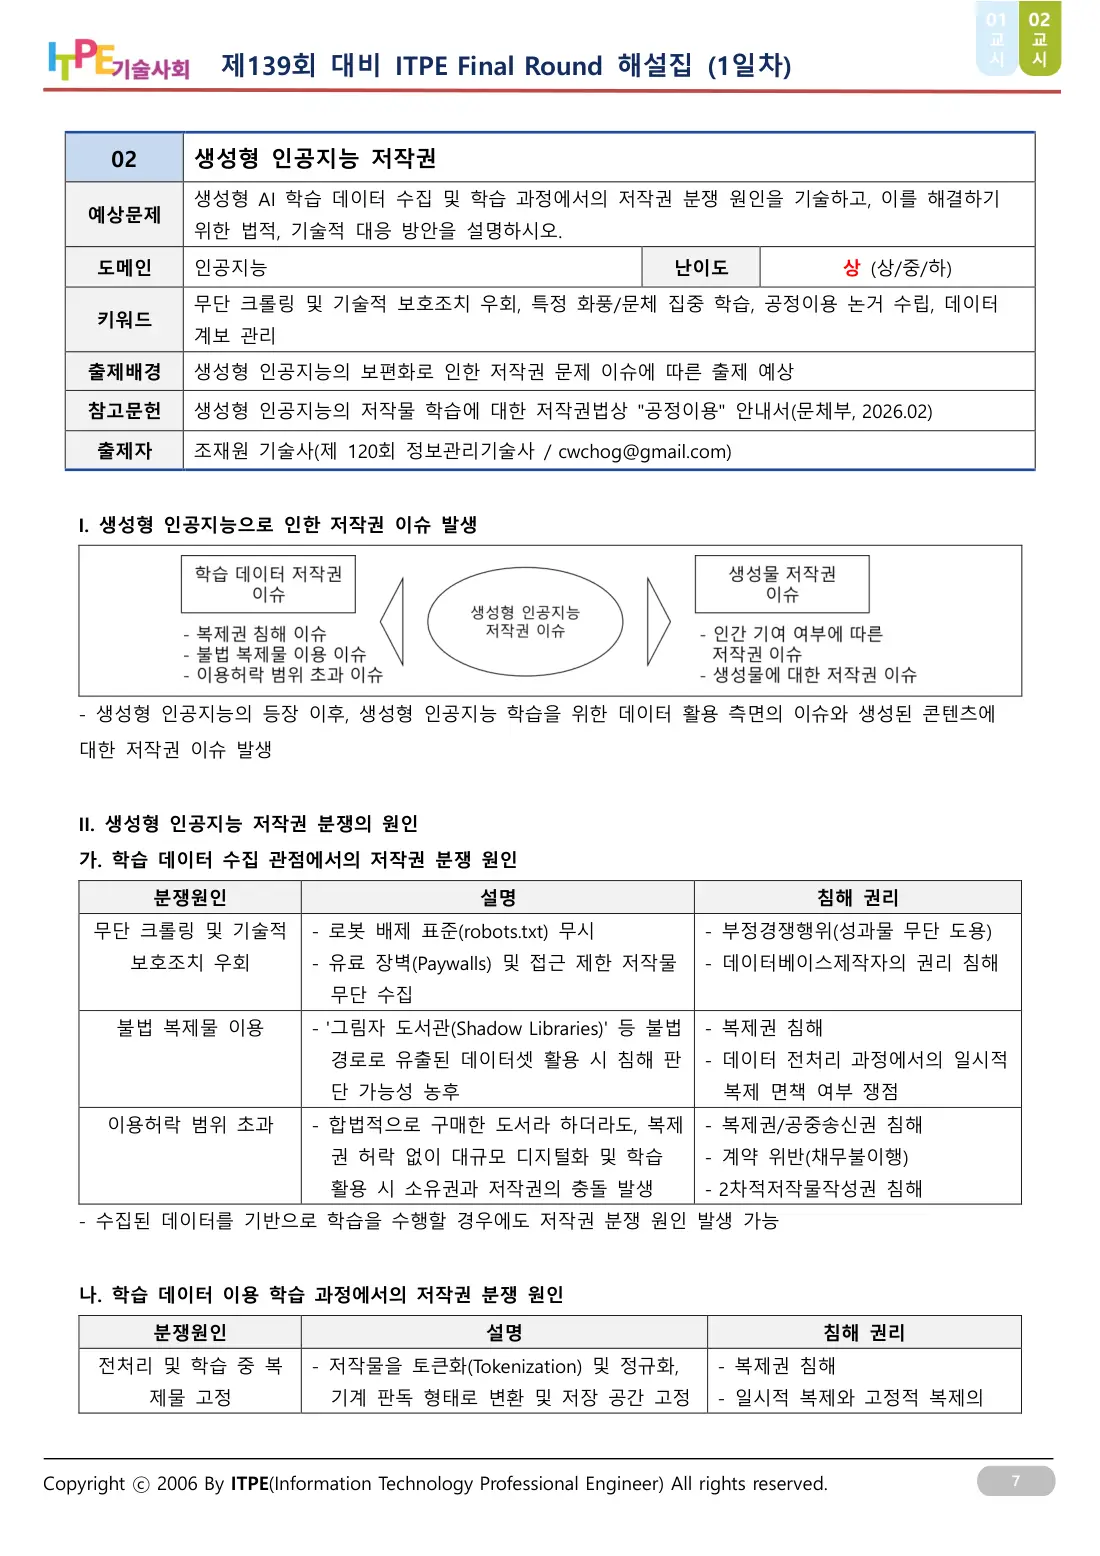 01
교
시
02
교
시
ITPE기술사회 제139회 대비 ITPE Final Round 해설집 (1일차)
02 생성형 인공지능 저작권
예상문제 생성형 AI 학습 데이터 수집 및 학습 과정에서의 저작권 분쟁 원인을 기술하고, 이를 해결하기
위한 법적, 기술적 대응 방안을 설명하시오.
도메인 인공지능 난이도 상 (상/중/하)
키워드 무단 크롤링 및 기술적 보호조치 우회, 특정 화풍/문체 집중 학습, 공정이용 논거 수립, 데이터
계보 관리
출제배경 생성형 인공지능의 보편화로 인한 저작권 문제 이슈에 따른 출제 예상
참고문헌 생성형 인공지능의 저작물 학습에 대한 저작권법상 "공정이용" 안내서(문체부, 2026.02)
출제자 조재원 기술사(제 120회 정보관리기술사 / cwchog@gmail.com)
I. 생성형 인공지능으로 인한 저작권 이슈 발생
학습 데이터 저작권
이슈
- 복제권 침해 이슈
- 불법 복제물 이용 이슈
- 이용허락 범위 초과 이슈
생성형 인공지능
저작권 이슈
생성물 저작권
이슈
- 인간 기여 여부에 따른
저작권 이슈
- 생성물에 대한 저작권 이슈
- 생성형 인공지능의 등장 이후, 생성형 인공지능 학습을 위한 데이터 활용 측면의 이슈와 생성된 콘텐츠에
대한 저작권 이슈 발생
II. 생성형 인공지능 저작권 분쟁의 원인
가. 학습 데이터 수집 관점에서의 저작권 분쟁 원인
분쟁원인 설명 침해 권리
무단 크롤링 및 기술적
보호조치 우회
- 로봇 배제 표준(robots.txt) 무시
- 유료 장벽(Paywalls) 및 접근 제한 저작물
무단 수집
- 부정경쟁행위(성과물 무단 도용)
- 데이터베이스제작자의 권리 침해
불법 복제물 이용
- '그림자 도서관(Shadow Libraries)' 등 불법
경로로 유출된 데이터셋 활용 시 침해 판
단 가능성 농후
- 복제권 침해
- 데이터 전처리 과정에서의 일시적
복제 면책 여부 쟁점
이용허락 범위 초과
- 합법적으로 구매한 도서라 하더라도, 복제
권 허락 없이 대규모 디지털화 및 학습
활용 시 소유권과 저작권의 충돌 발생
- 복제권/공중송신권 침해
- 계약 위반(채무불이행)
- 2차적저작물작성권 침해
- 수집된 데이터를 기반으로 학습을 수행할 경우에도 저작권 분쟁 원인 발생 가능
나. 학습 데이터 이용 학습 과정에서의 저작권 분쟁 원인
분쟁원인 설명 침해 권리
전처리 및 학습 중 복
제물 고정
- 저작물을 토큰화(Tokenization) 및 정규화,
기계 판독 형태로 변환 및 저장 공간 고정
- 복제권 침해
- 일시적 복제와 고정적 복제의
Copyright ⓒ 2006 By ITPE(Information Technology Professional Engineer) All rights reserved.
7